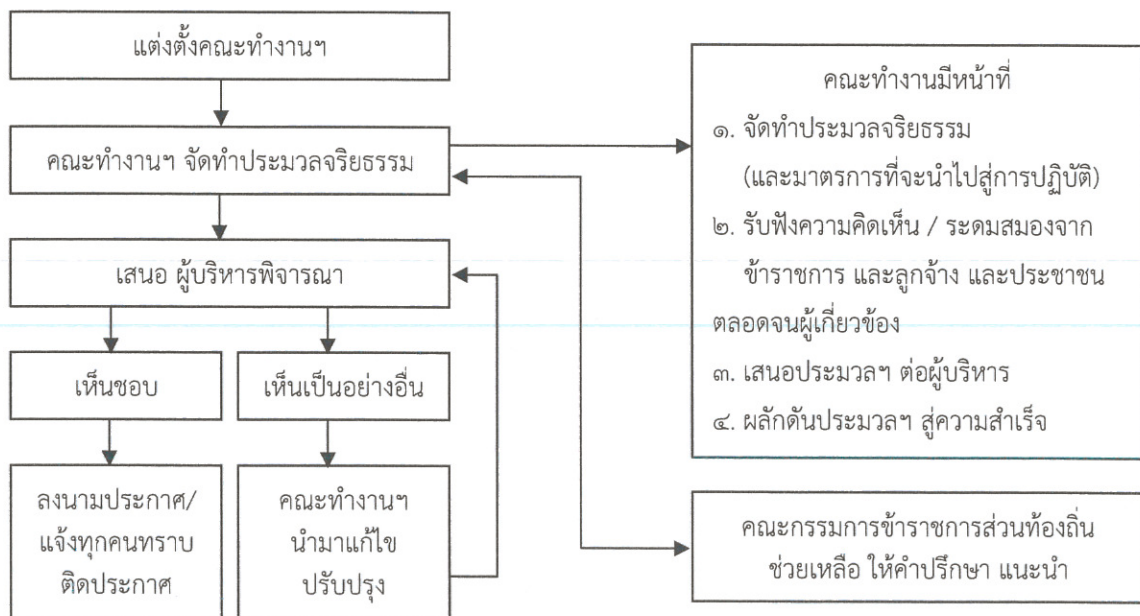 แต่งตั้งคณะทำงานฯ
คณะทำงานฯ จัดทำประมวลจริยธรรม
เสนอ ผู้บริหารพิจารณา
เห็นชอบ
เห็นเป็นอย่างอื่น
ลงนามประกาศ/
แจ้งทุกคนทราบ
ติดประกาศ
คณะทำงานฯ
นำมาแก้ไข
ปรับปรุง
คณะทำงานมีหน้าที่
๑. จัดทำประมวลจริยธรรม
(และมาตรการที่จะนำไปสู่การปฏิบัติ)
๒. รับฟังความคิดเห็น / ระดมสมองจาก
ข้าราชการ และลูกจ้าง และประชาชน
ตลอดจนผู้เกี่ยวข้อง
๓. เสนอประมวลฯ ต่อผู้บริหาร
๔. ผลักดันประมวลฯ สู่ความสำเร็จ
คณะกรรมการข้าราชการส่วนท้องถิ่น
ช่วยเหลือ ให้คำปรึกษา แนะนำ